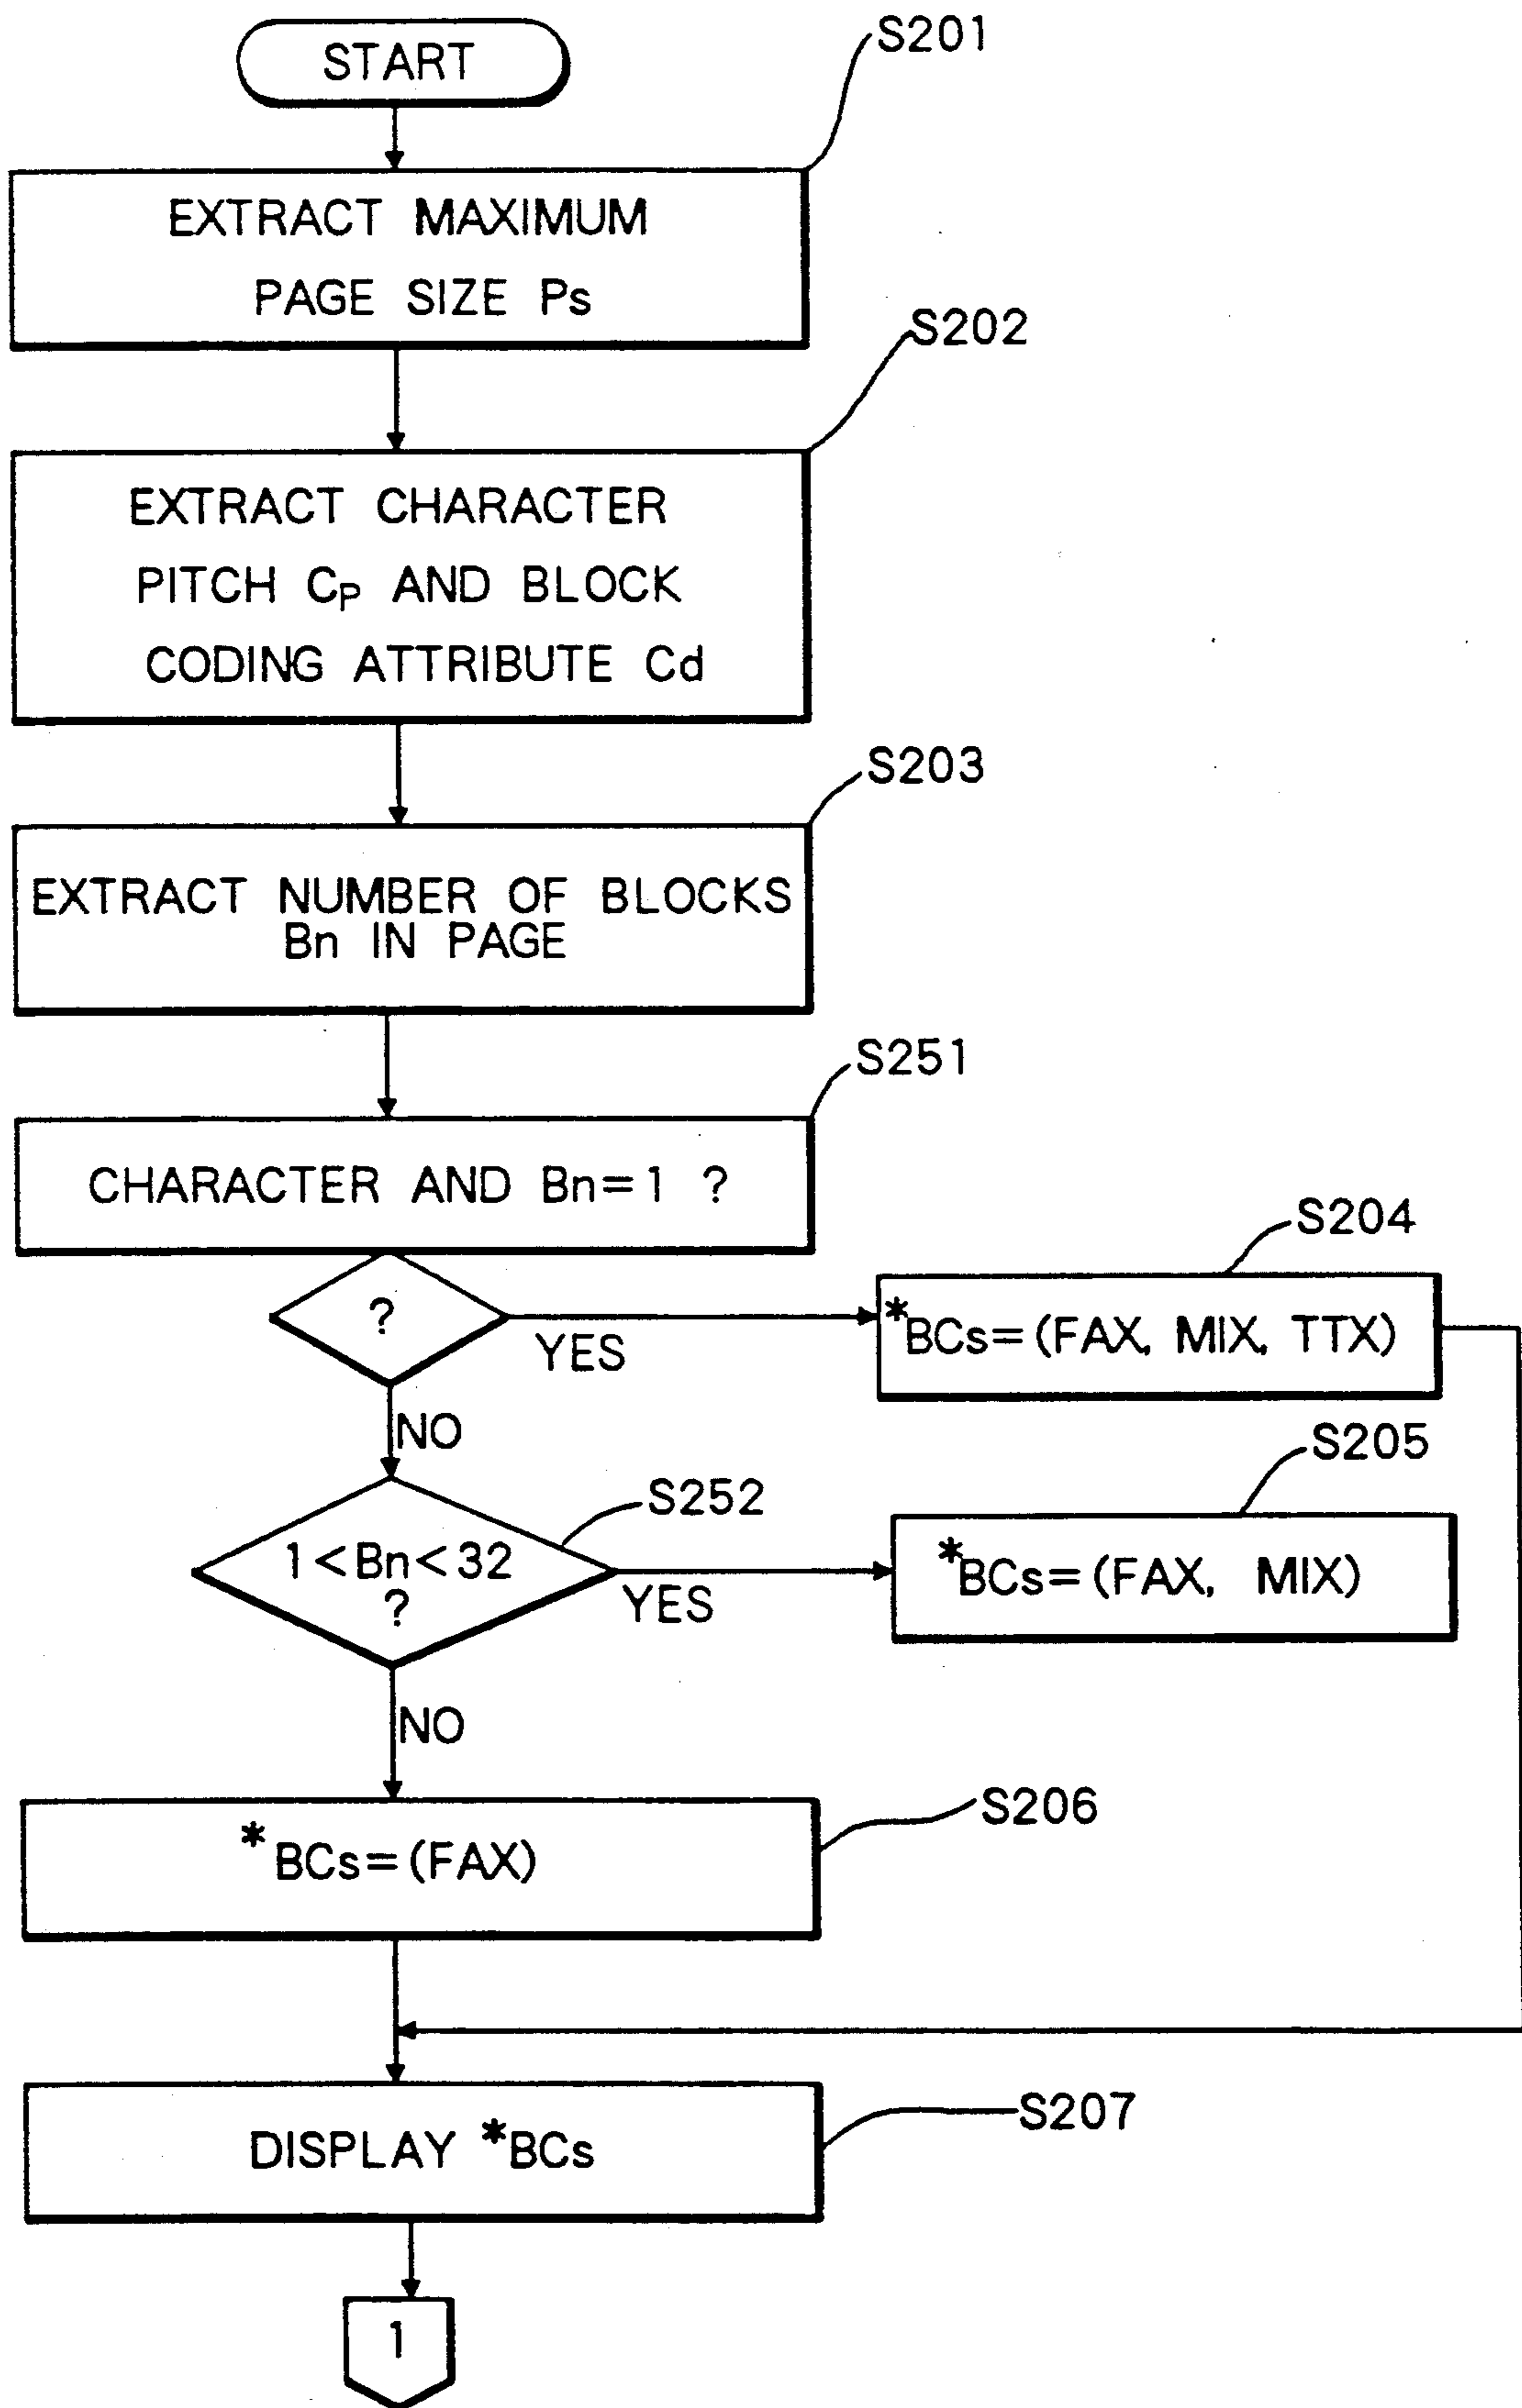 START
S201
EXTRACT MAXIMUM
PAGE SIZE Ps
S202
EXTRACT CHARACTER
PITCH CP AND BLOCK
CODING ATTRIBUTE Cd
S203
EXTRACT NUMBER OF BLOCKS
Bn IN PAGE
S251
CHARACTER AND Bn=1 ?
S204
?
YES
*BCs=(FAX, MIX, TTX)
NO
S205
S252
1<Bn<32
?
YES
*BCs=(FAX, MIX)
NO
S206
*BCs=(FAX)
S207
DISPLAY *BCs
1